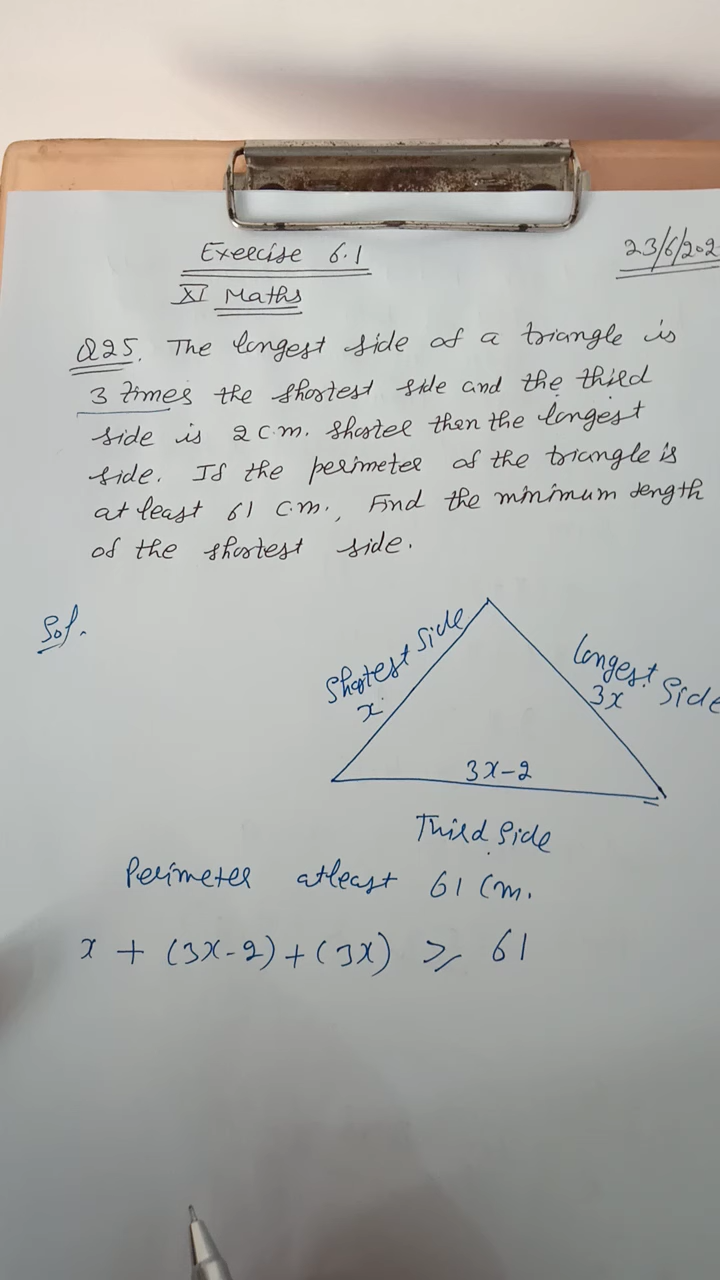 Exercise 6.1
23/6/202
XI Maths
Q25. The longest side of a triangle is
3 times the shortest side and the third
side is 2 c.m. shorter then the longest
side. If the perimeter of the triangle is
at least 61 c.m., Find the minimum length
of the shortest side.
Sol.
Shortest Side
x
longest Side
3x
3x-2
Third Side
Perimeter atleast 61 Cm.
x + (3x-2) + (3x) ⩾ 61